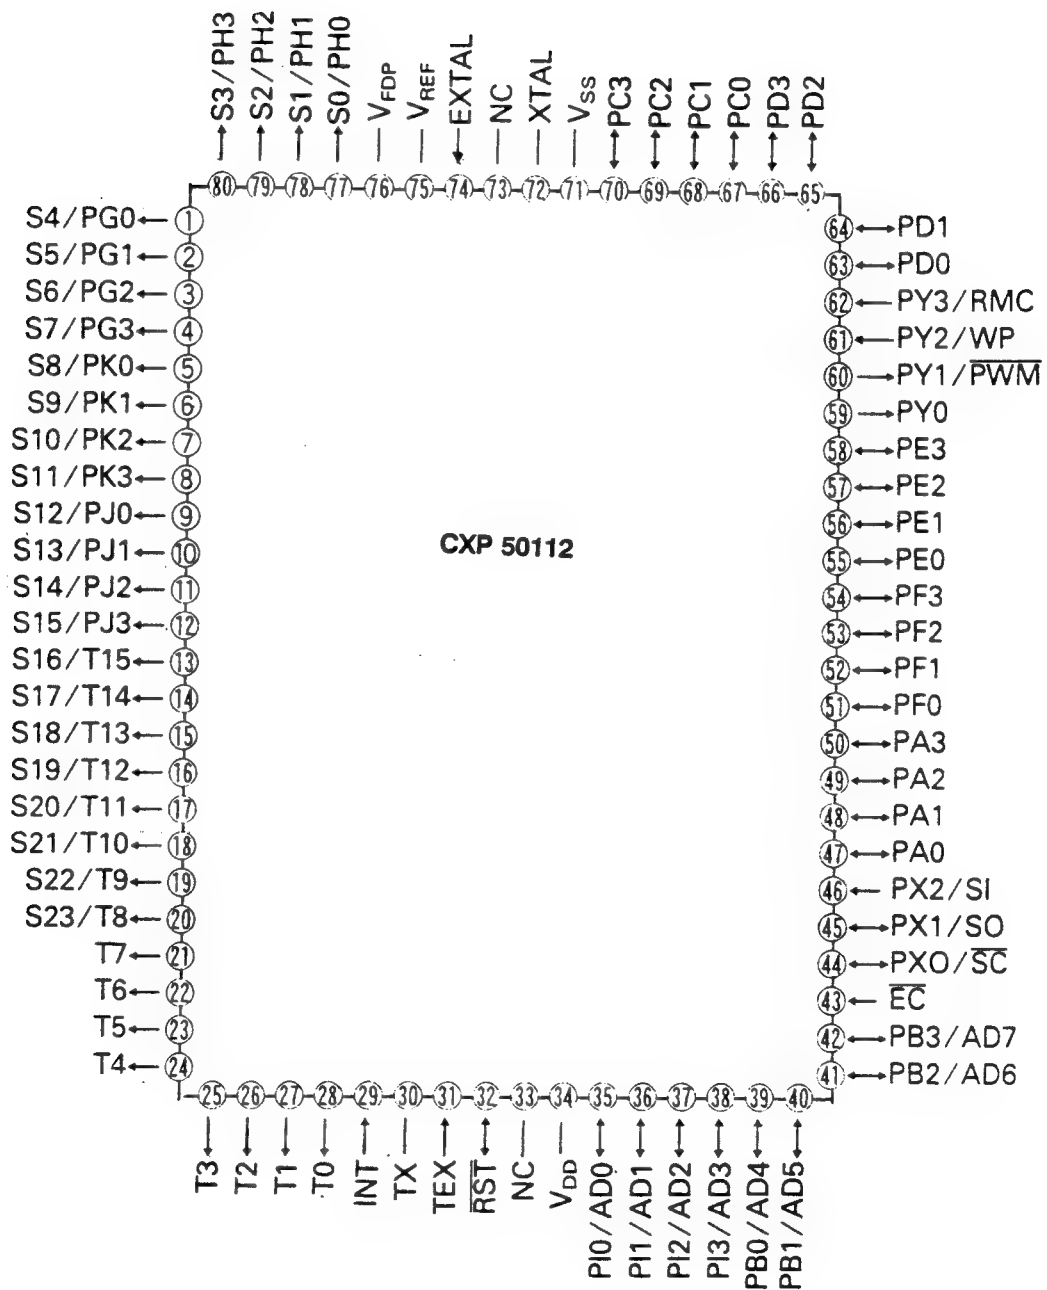 S3/PH3
S2/PH2
S1/PH1
S0/PH0
VFDP
VREF
EXTAL
NC
XTAL
VSS
PC3
PC2
PC1
PC0
PD3
PD2
80 79 78 77 76 75 74 73 72 71 70 69 68 67 66 65
S4/PG0 1
S5/PG1 2
S6/PG2 3
S7/PG3 4
S8/PK0 5
S9/PK1 6
S10/PK2 7
S11/PK3 8
S12/PJ0 9
S13/PJ1 10
S14/PJ2 11
S15/PJ3 12
S16/T15 13
S17/T14 14
S18/T13 15
S19/T12 16
S20/T11 17
S21/T10 18
S22/T9 19
S23/T8 20
T7 21
T6 22
T5 23
T4 24
CXP 50112
64 PD1
63 PD0
62 PY3/RMC
61 PY2/WP
60 PY1/P̅W̅M̅
59 PY0
58 PE3
57 PE2
56 PE1
55 PE0
54 PF3
53 PF2
52 PF1
51 PF0
50 PA3
49 PA2
48 PA1
47 PA0
46 PX2/SI
45 PX1/SO
44 PXO/S̅C̅
43 E̅C̅
42 PB3/AD7
41 PB2/AD6
25 26 27 28 29 30 31 32 33 34 35 36 37 38 39 40
T3
T2
T1
T0
INT
TX
TEX
R̅S̅T̅
NC
VDD
PI0/AD0
PI1/AD1
PI2/AD2
PI3/AD3
PB0/AD4
PB1/AD5